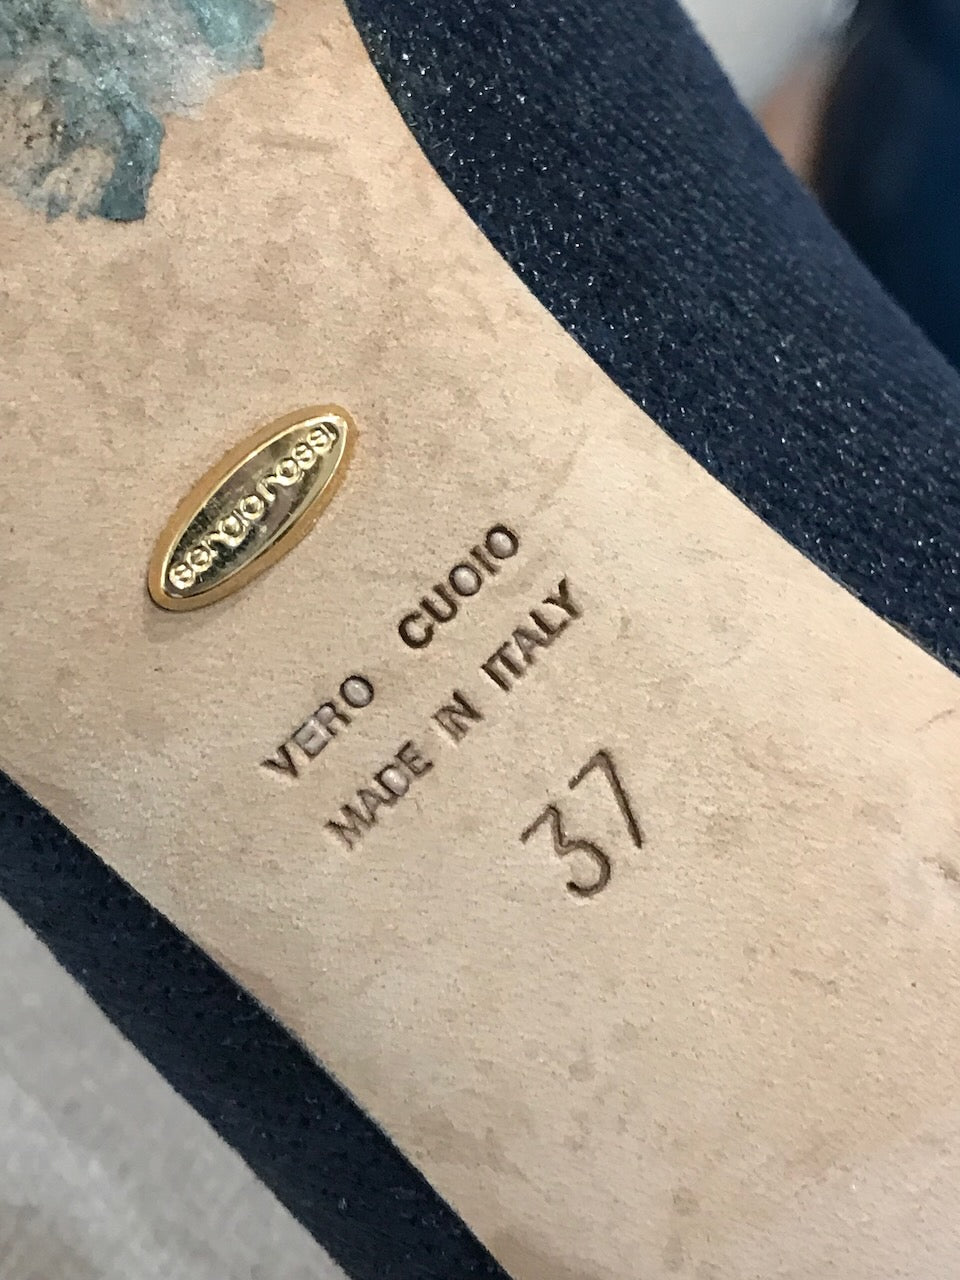 sergio rossi
VERO CUOIO
MADE IN ITALY
37